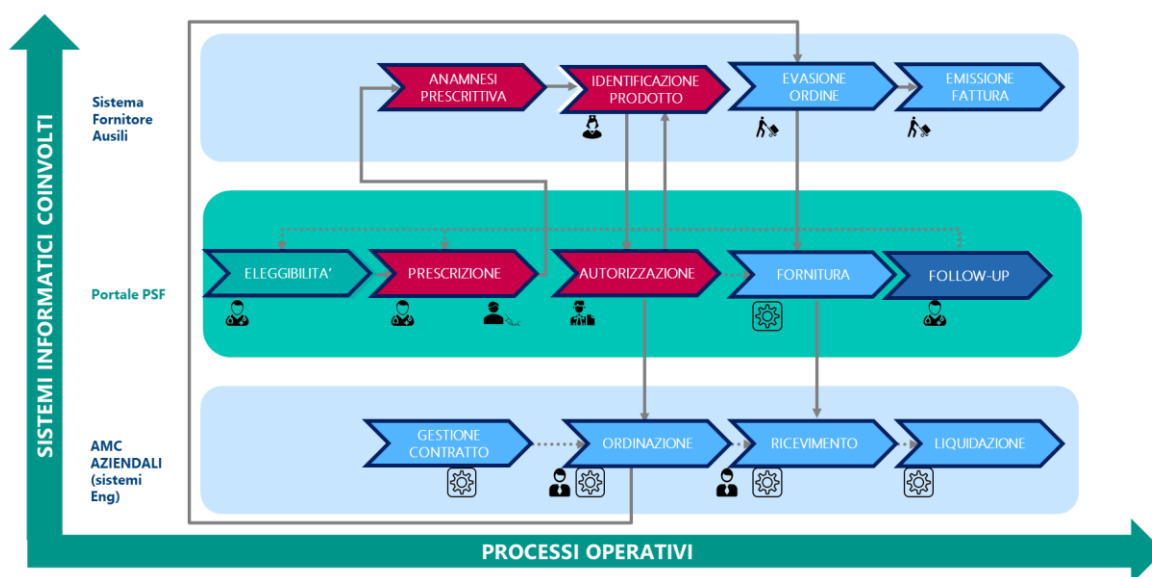 SISTEMI INFORMATICI COINVOLTI
Sistema
Fornitore
Ausili
ANAMNESI
PRESCRITTIVA
IDENTIFICAZIONE
PRODOTTO
EVASIONE
ORDINE
EMISSIONE
FATTURA
Portale PSF
ELEGGIBILITA’
PRESCRIZIONE
AUTORIZZAZIONE
FORNITURA
FOLLOW-UP
AMC
AZIENDALI
(sistemi
Eng)
GESTIONE
CONTRATTO
ORDINAZIONE
RICEVIMENTO
LIQUIDAZIONE
PROCESSI OPERATIVI